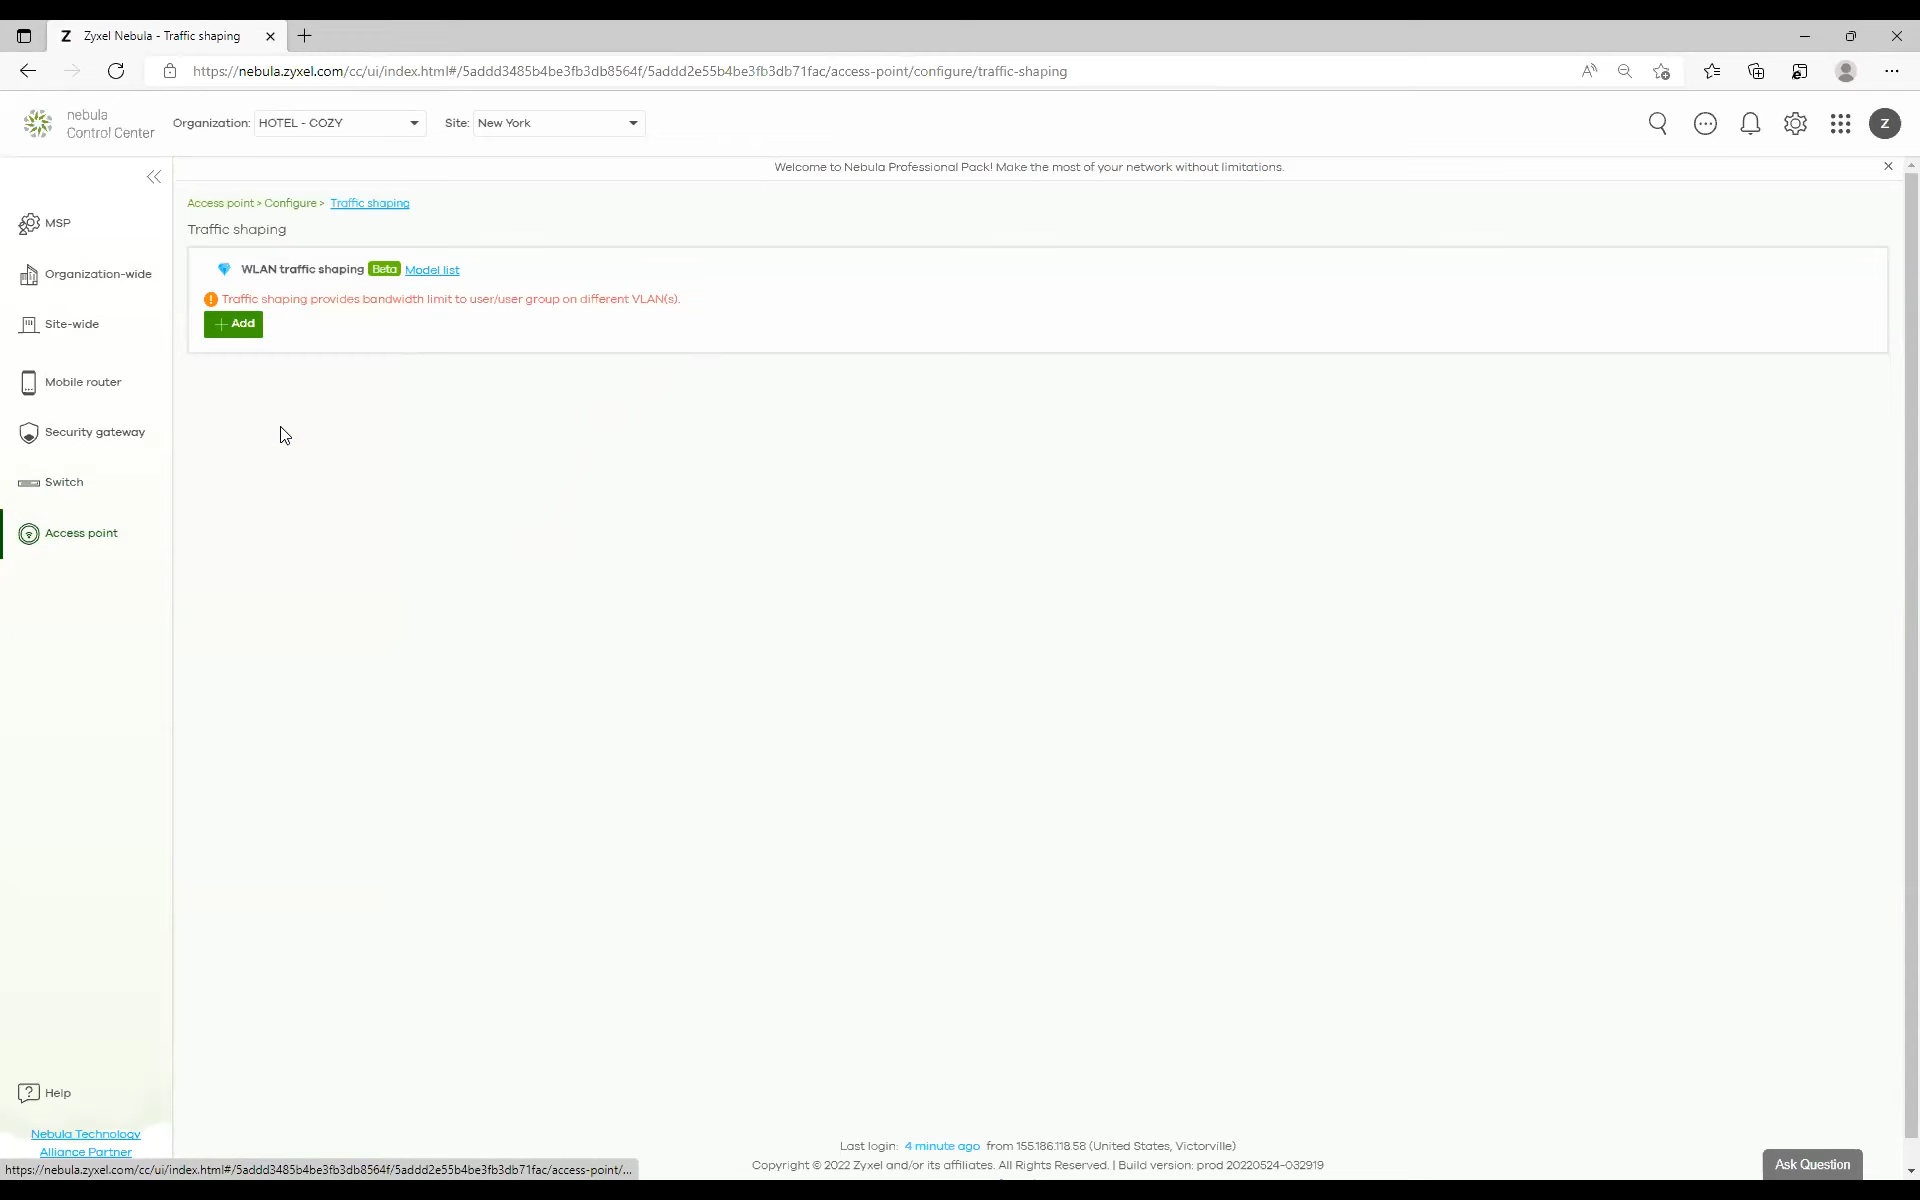 Zyxel Nebula - Traffic shaping
https://nebula.zyxel.com/cc/ui/index.html#/5addd3485b4be3fb3db8564f/5addd2e55b4be3fb3db71fac/access-point/configure/traffic-shaping
nebula
Control Center
Organization: HOTEL - COZY
Site: New York
Z
Welcome to Nebula Professional Pack! Make the most of your network without limitations.
MSP
Organization-wide
Site-wide
Mobile router
Security gateway
Switch
Access point
Access point > Configure > Traffic shaping
Traffic shaping
WLAN traffic shaping Beta Model list
Traffic shaping provides bandwidth limit to user/user group on different VLAN(s).
+ Add
Help
Nebula Technology
Alliance Partner
https://nebula.zyxel.com/cc/ui/index.html#/5addd3485b4be3fb3db8564f/5addd2e55b4be3fb3db71fac/access-point/...
Last login: 4 minute ago from 155.186.118.58 (United States, Victorville)
Copyright © 2022 Zyxel and/or its affiliates. All Rights Reserved. | Build version: prod 20220524-032919
Ask Question